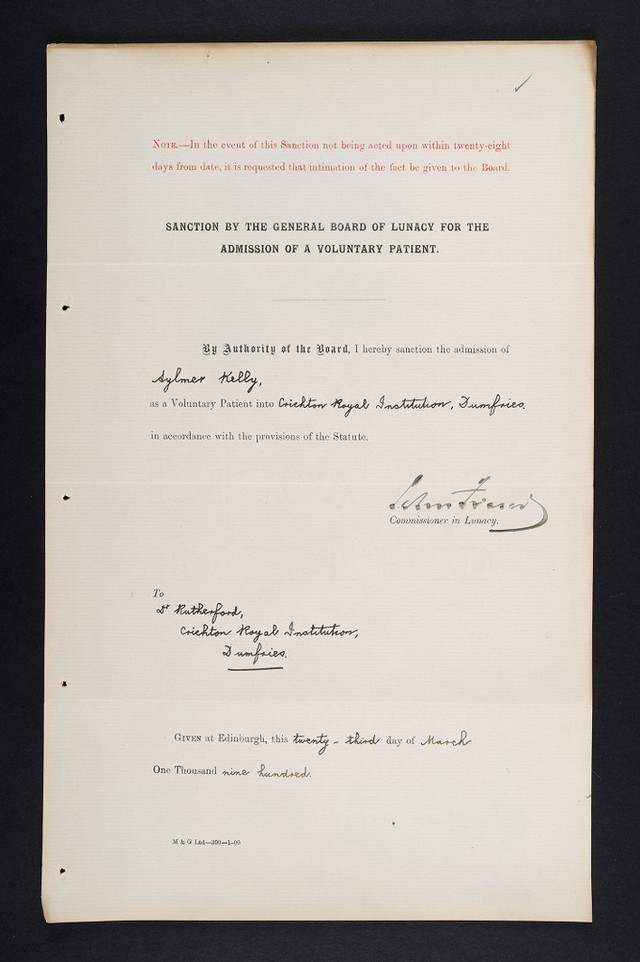 NOTE.—In the event of this Sanction not being acted upon within twenty-eight
days from date, it is requested that intimation of the fact be given to the Board.
SANCTION BY THE GENERAL BOARD OF LUNACY FOR THE
ADMISSION OF A VOLUNTARY PATIENT.
By Authority of the Board, I hereby sanction the admission of
Aylmer Kelly,
as a Voluntary Patient into Crichton Royal Institution, Dumfries.
in accordance with the provisions of the Statute.
John Fraser
Commissioner in Lunacy.
To
Dr Rutherford,
Crichton Royal Institution,
Dumfries.
GIVEN at Edinburgh, this twenty-third day of March
One Thousand nine hundred.
M & G Ltd